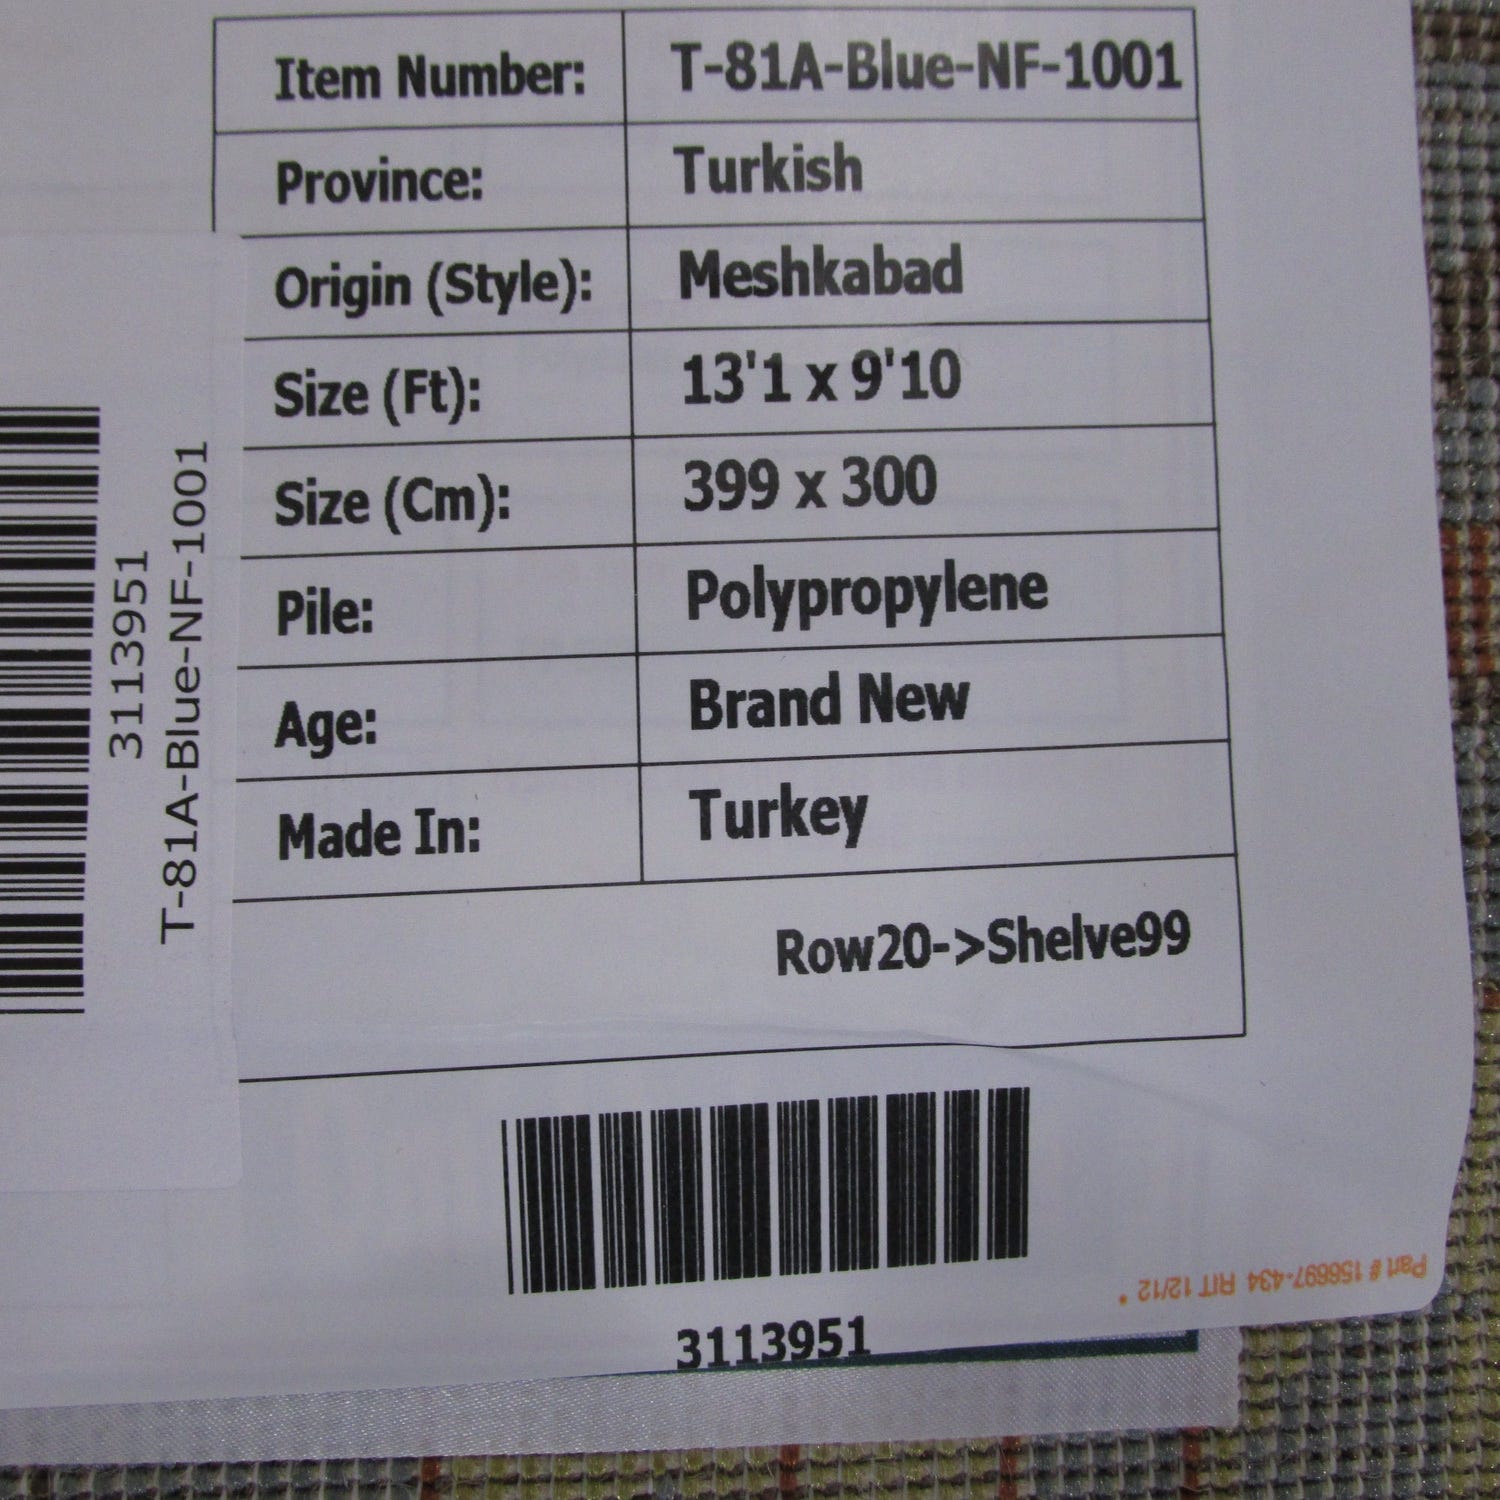 Item Number: T-81A-Blue-NF-1001
Province: Turkish
Origin (Style): Meshkabad
Size (Ft): 13'1 x 9'10
Size (Cm): 399 x 300
Pile: Polypropylene
Age: Brand New
Made In: Turkey
Row20->Shelve99
3113951
3113951
T-81A-Blue-NF-1001
Part # 156697-434 RIT 12/12 *